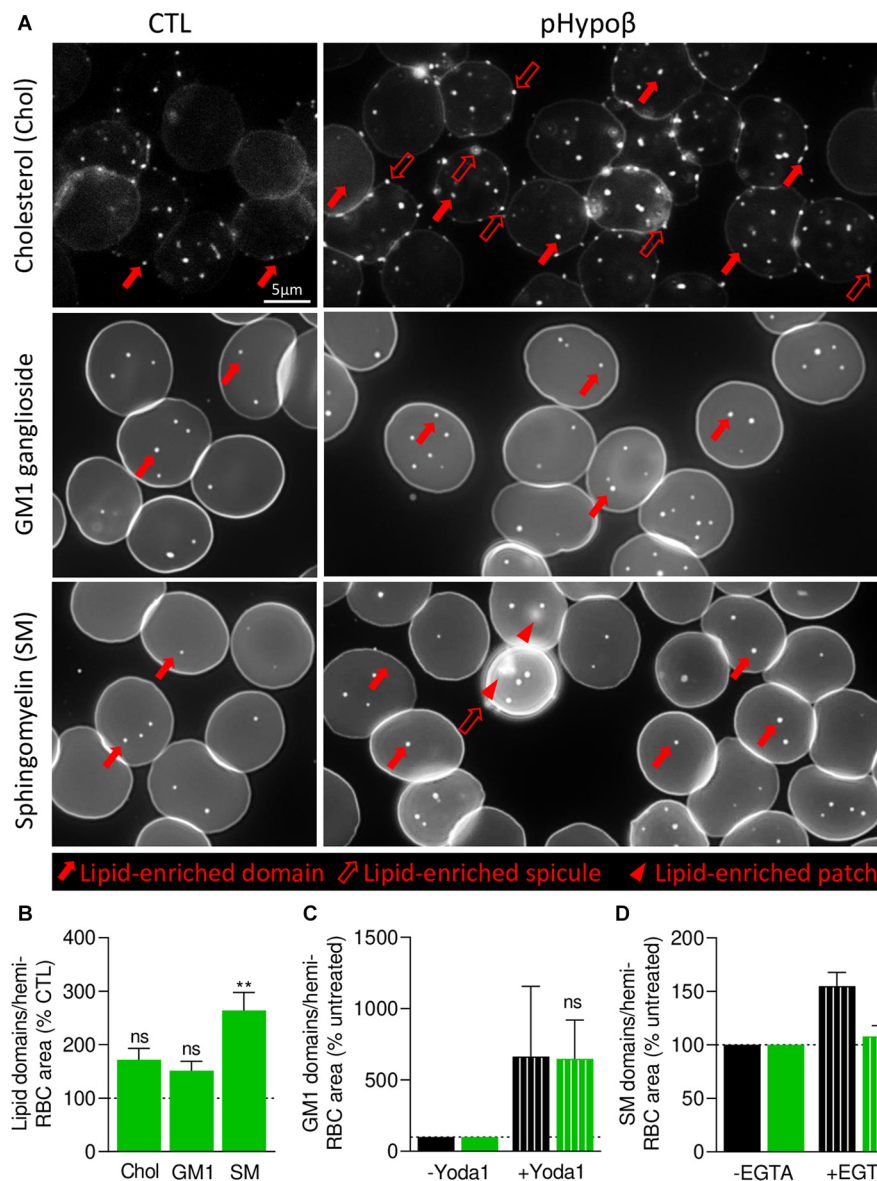 A
CTL
pHypoβ
Cholesterol (Chol)
5µm
GM1 ganglioside
Sphingomyelin (SM)
Lipid-enriched domain
Lipid-enriched spicule
Lipid-enriched patch
B
Lipid domains/hemi-
RBC area (% CTL)
400
300
200
100
0
ns
ns
**
Chol
GM1
SM
C
GM1 domains/hemi-
RBC area (% untreated)
1500
1000
500
0
ns
-Yoda1
+Yoda1
D
SM domains/hemi-
RBC area (% untreated)
200
150
100
50
0
-EGTA
+EGT